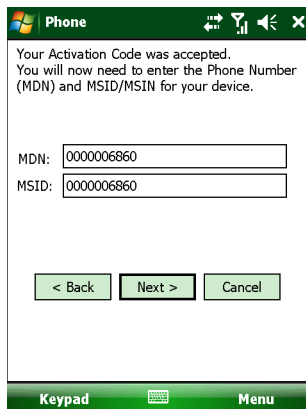 Phone
Your Activation Code was accepted.
You will now need to enter the Phone Number
(MDN) and MSID/MSIN for your device.
MDN: 0000006860
MSID: 0000006860
< Back Next > Cancel
Keypad Menu